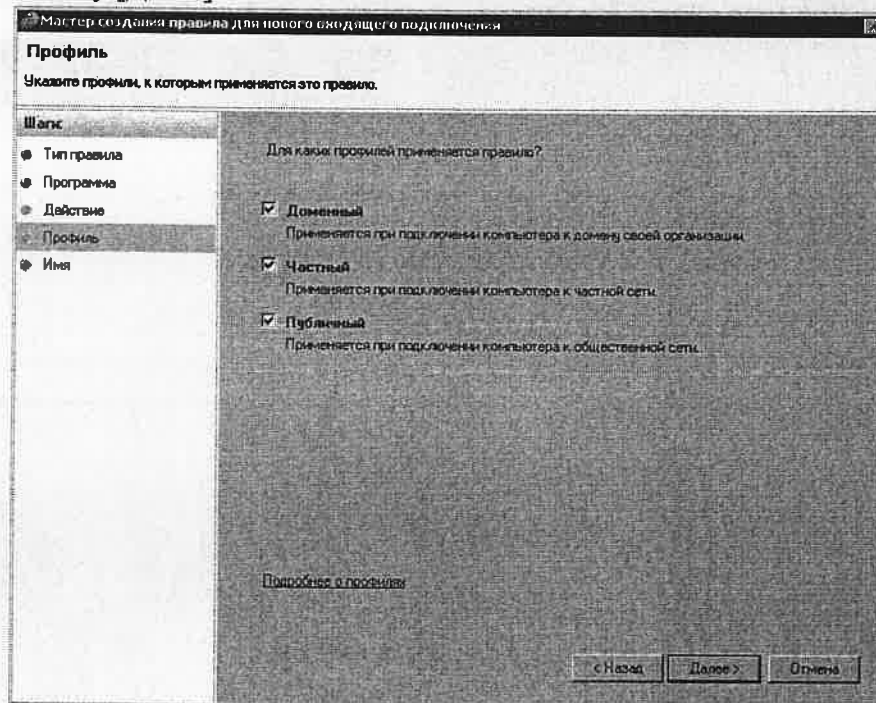 Мастер создания правила для нового входящего подключения
Профиль
Укажите профили, к которым применяется это правило.
Шаги:
Тип правила
Программа
Действие
Профиль
Имя
Для каких профилей применяется правило?
Доменный
Применяется при подключении компьютера к домену своей организации.
Частный
Применяется при подключении компьютера к частной сети.
Публичный
Применяется при подключении компьютера к общественной сети.
Подробнее о профилях
< Назад
Далее >
Отмена